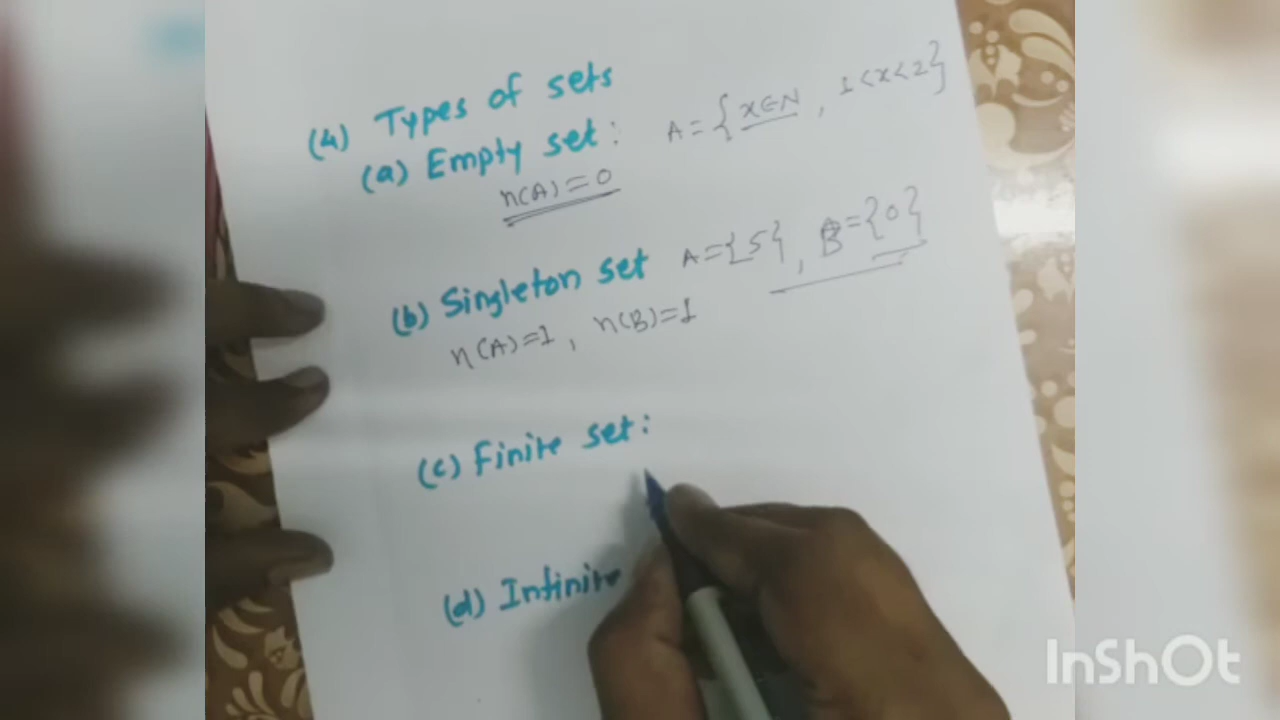 (4) Types of sets
(a) Empty set : A = { x∈N , 1 < x < 2 }
n(A) = 0
(b) Singleton set A = {5} , B = {0}
n(A) = 1 , n(B) = 1
(c) Finite set :
(d) Infinite
InShOt